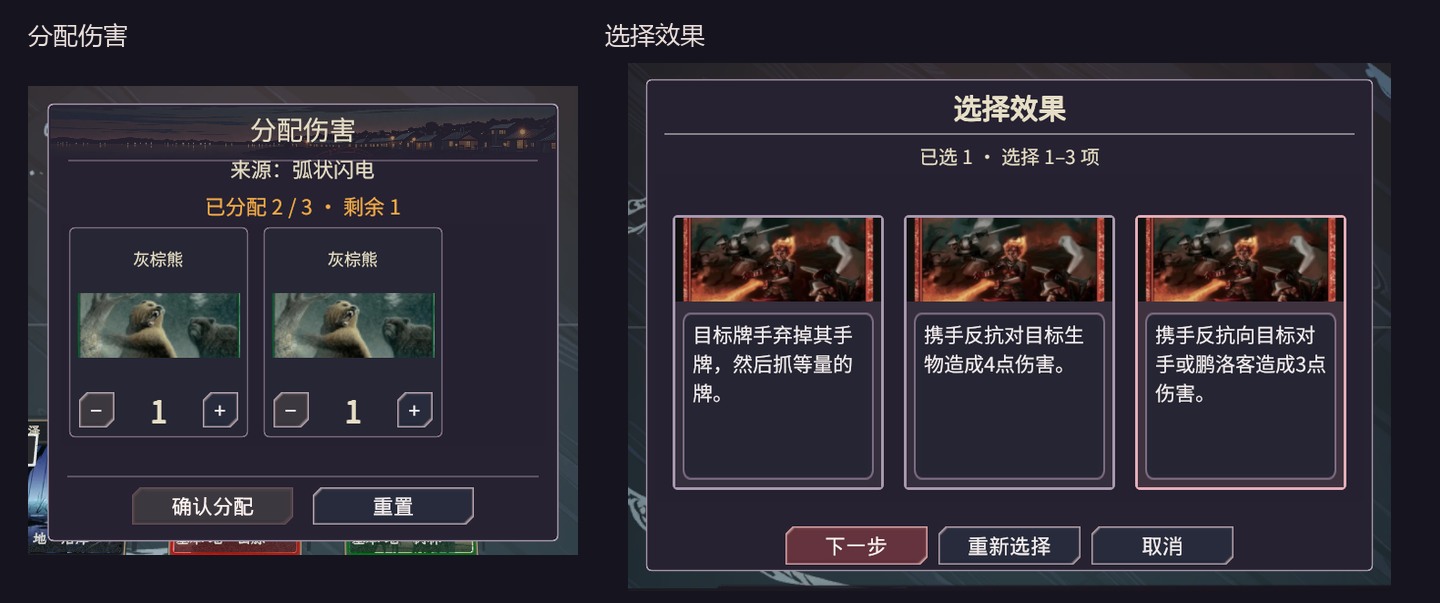 分配伤害
选择效果
分配伤害
来源：弧状闪电
已分配 2 / 3 · 剩余 1
灰棕熊
灰棕熊
− 1 +
− 1 +
确认分配
重置
选择效果
已选 1 · 选择 1–3 项
目标牌手弃掉其手
牌，然后抓等量的
牌。
携手反抗对目标生
物造成4点伤害。
携手反抗向目标对
手或鹏洛客造成3点
伤害。
下一步
重新选择
取消